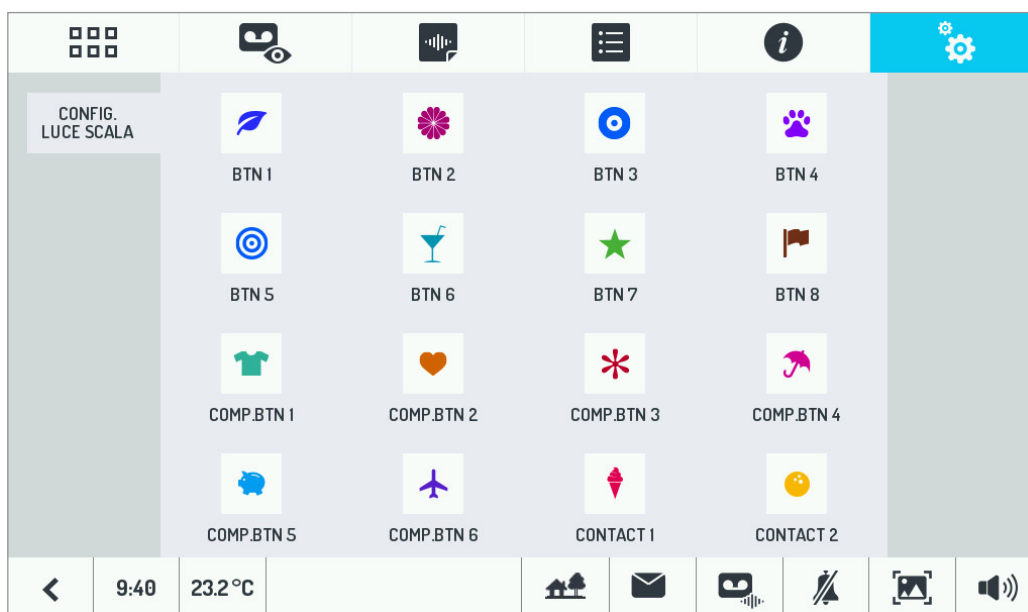 CONFIG.
LUCE SCALA
BTN 1
BTN 2
BTN 3
BTN 4
BTN 5
BTN 6
BTN 7
BTN 8
COMP.BTN 1
COMP.BTN 2
COMP.BTN 3
COMP.BTN 4
COMP.BTN 5
COMP.BTN 6
CONTACT 1
CONTACT 2
9:40
23.2 °C